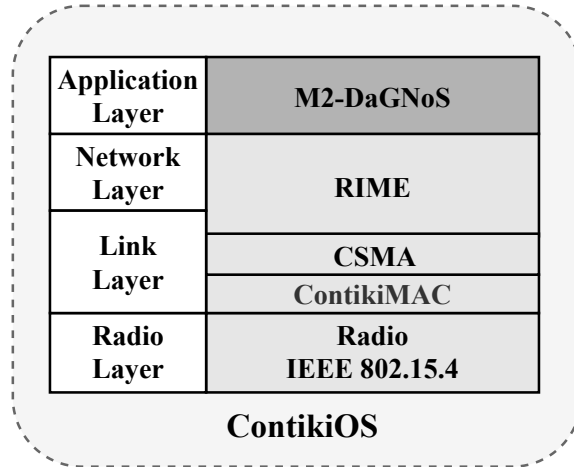 Application
Layer
M2-DaGNoS
Network
Layer
RIME
Link
Layer
CSMA
ContikiMAC
Radio
Layer
Radio
IEEE 802.15.4
ContikiOS